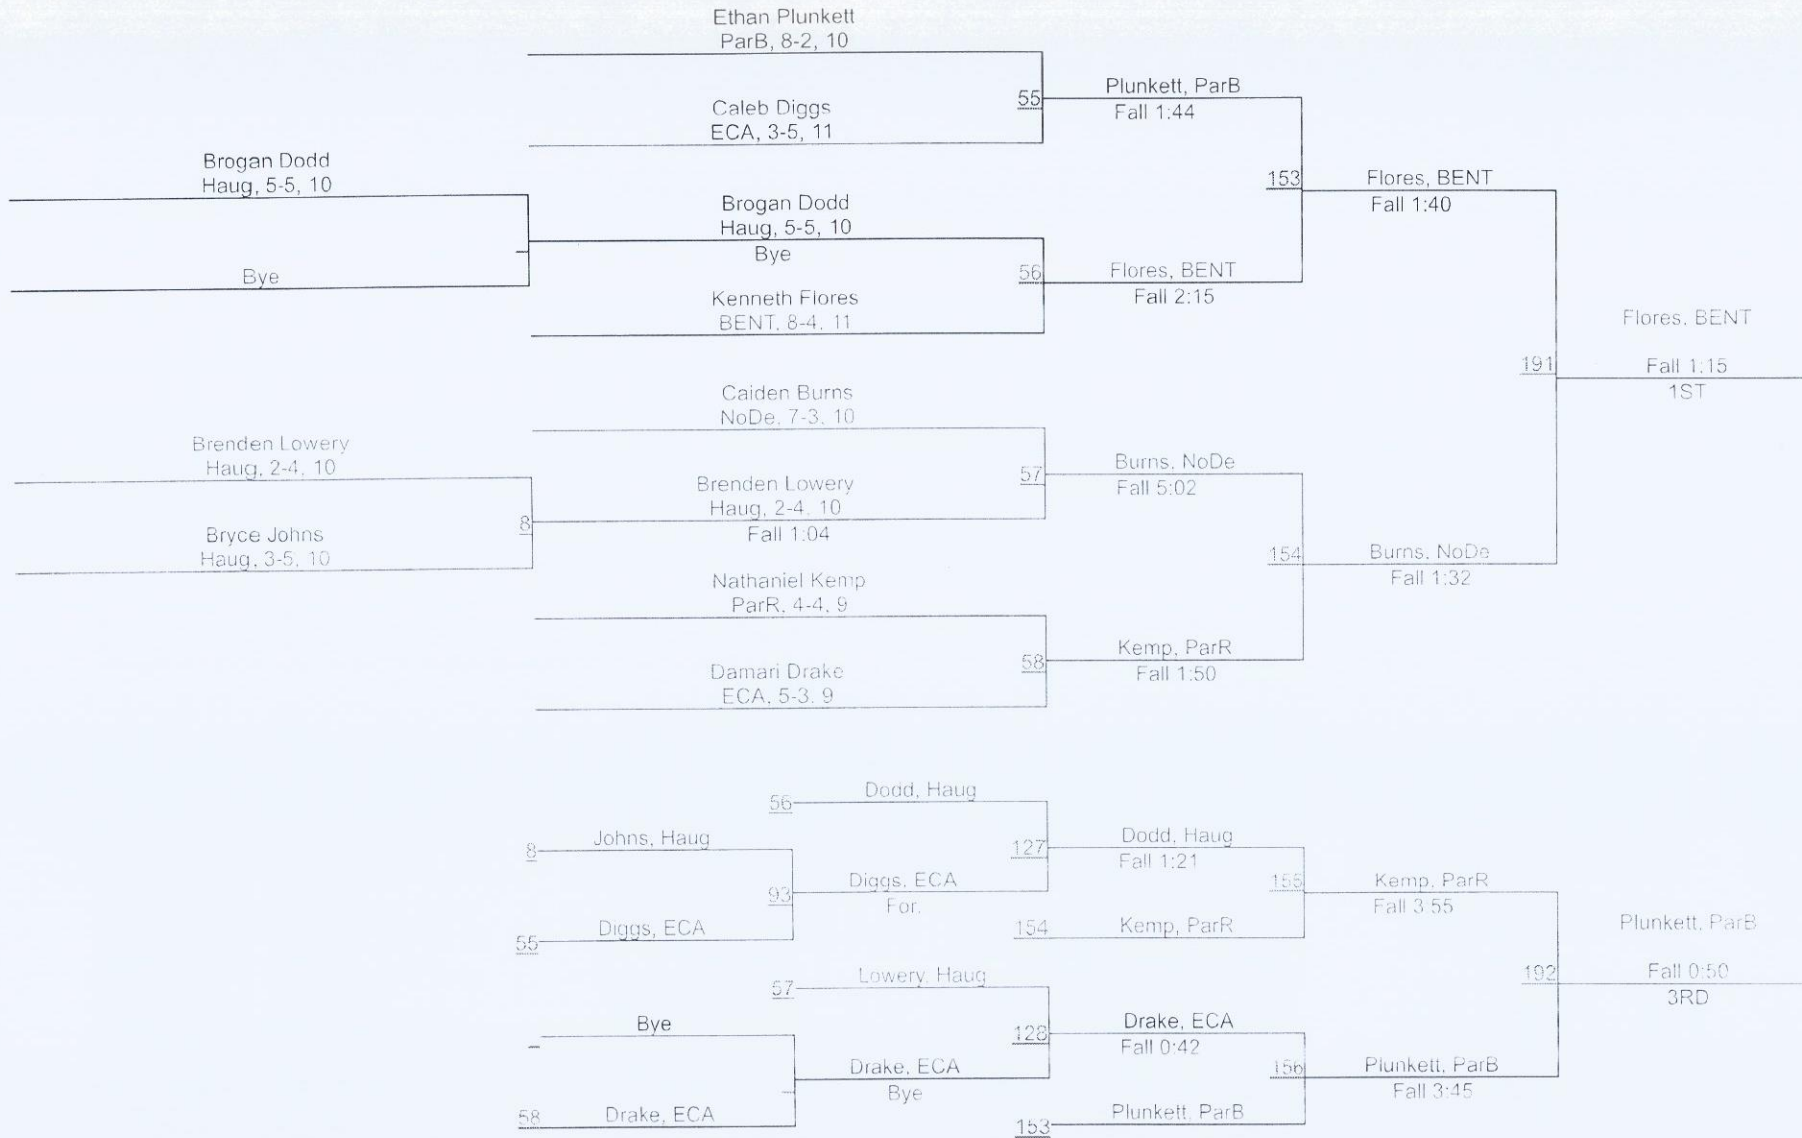 Ethan Plunkett
ParB, 8-2, 10
Caleb Diggs
ECA, 3-5, 11
55
Plunkett, ParB
Fall 1:44
Brogan Dodd
Haug, 5-5, 10
Bye
Brogan Dodd
Haug, 5-5, 10
Bye
Kenneth Flores
BENT, 8-4, 11
56
Flores, BENT
Fall 2:15
153
Flores, BENT
Fall 1:40
Caiden Burns
NoDe, 7-3, 10
Brenden Lowery
Haug, 2-4, 10
Bryce Johns
Haug, 3-5, 10
8
Brenden Lowery
Haug, 2-4, 10
Fall 1:04
57
Burns, NoDe
Fall 5:02
Nathaniel Kemp
ParR, 4-4, 9
Damari Drake
ECA, 5-3, 9
58
Kemp, ParR
Fall 1:50
154
Burns, NoDe
Fall 1:32
191
Flores, BENT
Fall 1:15
1ST
56
Dodd, Haug
8
Johns, Haug
55
Diggs, ECA
93
Diggs, ECA
For.
127
Dodd, Haug
Fall 1:21
154
Kemp, ParR
155
Kemp, ParR
Fall 3:55
57
Lowery, Haug
Bye
58
Drake, ECA
Drake, ECA
Bye
128
Drake, ECA
Fall 0:42
153
Plunkett, ParB
156
Plunkett, ParB
Fall 3:45
192
Plunkett, ParB
Fall 0:50
3RD